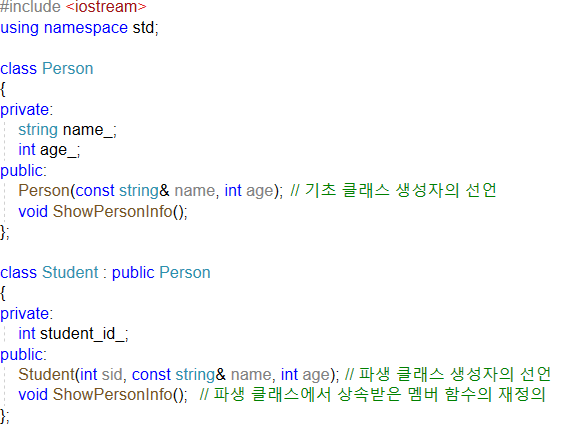 #include <iostream>
using namespace std;
class Person
{
private:
string name_;
int age_;
public:
Person(const string& name, int age); // 기초 클래스 생성자의 선언
void ShowPersonInfo();
};
class Student : public Person
{
private:
int student_id_;
public:
Student(int sid, const string& name, int age); // 파생 클래스 생성자의 선언
void ShowPersonInfo(); // 파생 클래스에서 상속받은 멤버 함수의 재정의
};